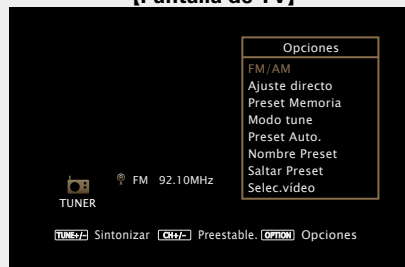 【Pantalla de TV】
Opciones
FM/AM
Ajuste directo
Preset Memoria
Modo tune
Preset Auto.
Nombre Preset
Saltar Preset
Selec.vídeo
FM 92.10MHz
TUNER
TUNE+/- Sintonizar CH+/- Preestable. OPTION Opciones